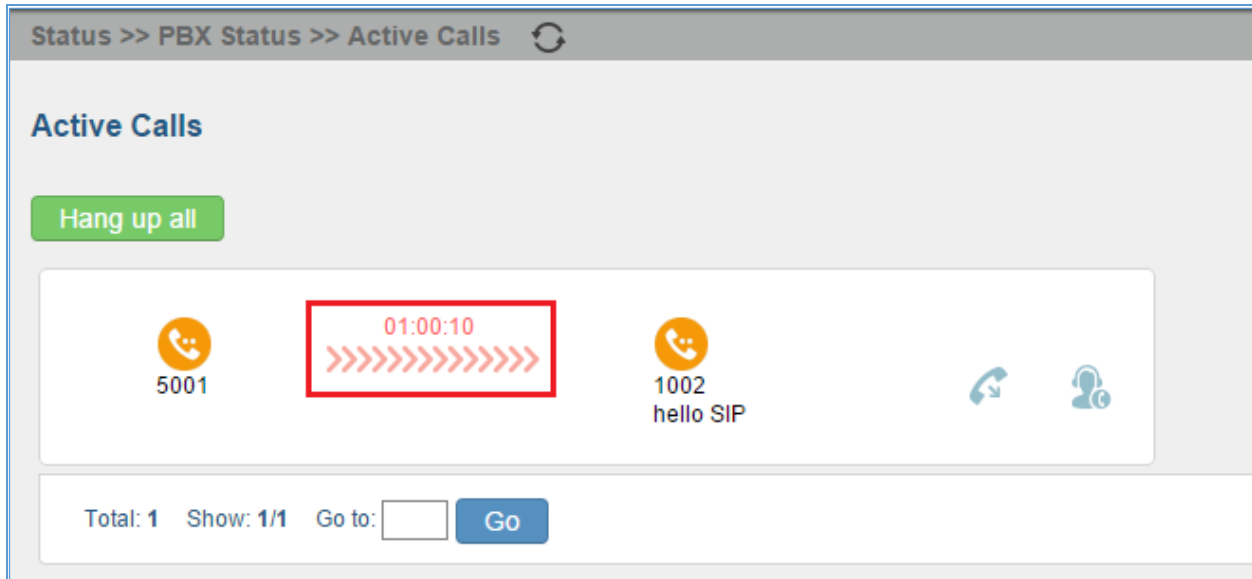 Status >> PBX Status >> Active Calls
Active Calls
Hang up all
01:00:10
5001
1002
hello SIP
Total: 1 Show: 1/1 Go to: Go